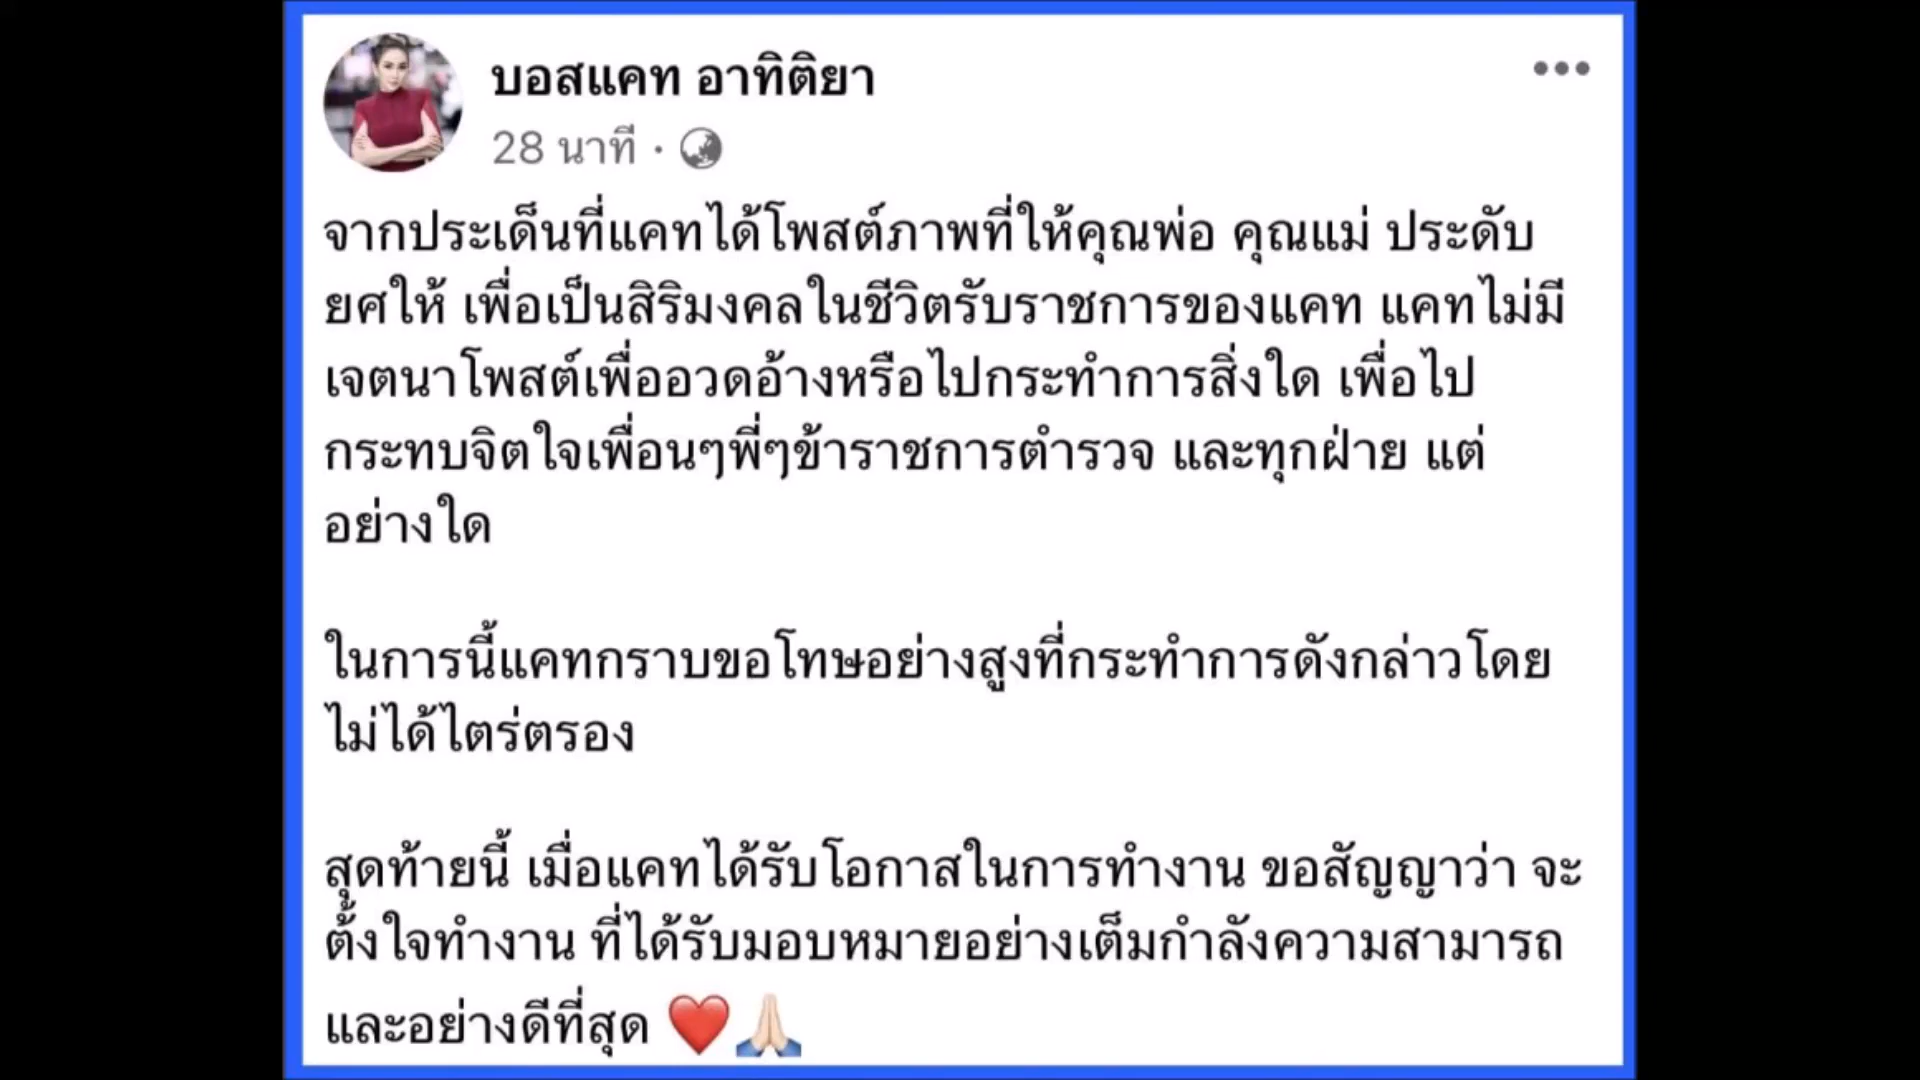 บอสแคท อาทิติยา
28 นาที ·
จากประเด็นที่แคทได้โพสต์ภาพที่ให้คุณพ่อ คุณแม่ ประดับ
ยศให้ เพื่อเป็นสิริมงคลในชีวิตรับราชการของแคท แคทไม่มี
เจตนาโพสต์เพื่ออวดอ้างหรือไปกระทำการสิ่งใด เพื่อไป
กระทบจิตใจเพื่อนๆพี่ๆข้าราชการตำรวจ และทุกฝ่าย แต่
อย่างใด
ในการนี้แคทกราบขอโทษอย่างสูงที่กระทำการดังกล่าวโดย
ไม่ได้ไตร่ตรอง
สุดท้ายนี้ เมื่อแคทได้รับโอกาสในการทำงาน ขอสัญญาว่า จะ
ตั้งใจทำงาน ที่ได้รับมอบหมายอย่างเต็มกำลังความสามารถ
และอย่างดีที่สุด ❤️🙏🏻